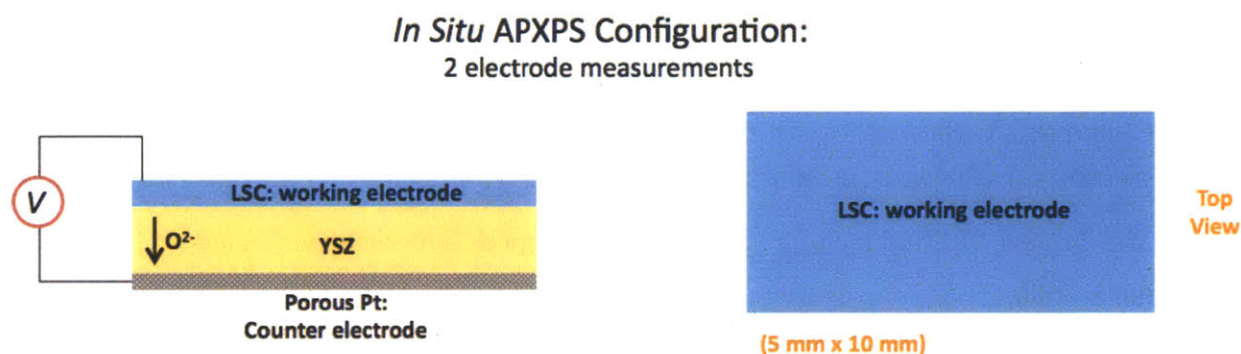 In Situ APXPS Configuration:
2 electrode measurements
V
LSC: working electrode
O²⁻
YSZ
Porous Pt:
Counter electrode
LSC: working electrode
Top
View
(5 mm x 10 mm)